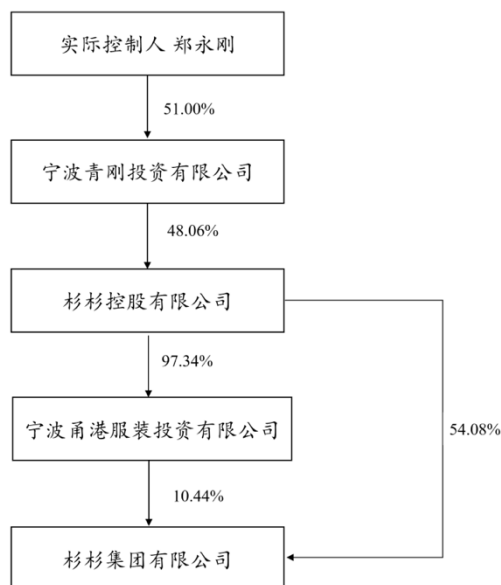 实际控制人 郑永刚
51.00%
宁波青刚投资有限公司
48.06%
杉杉控股有限公司
97.34%
宁波甬港服装投资有限公司
54.08%
10.44%
杉杉集团有限公司